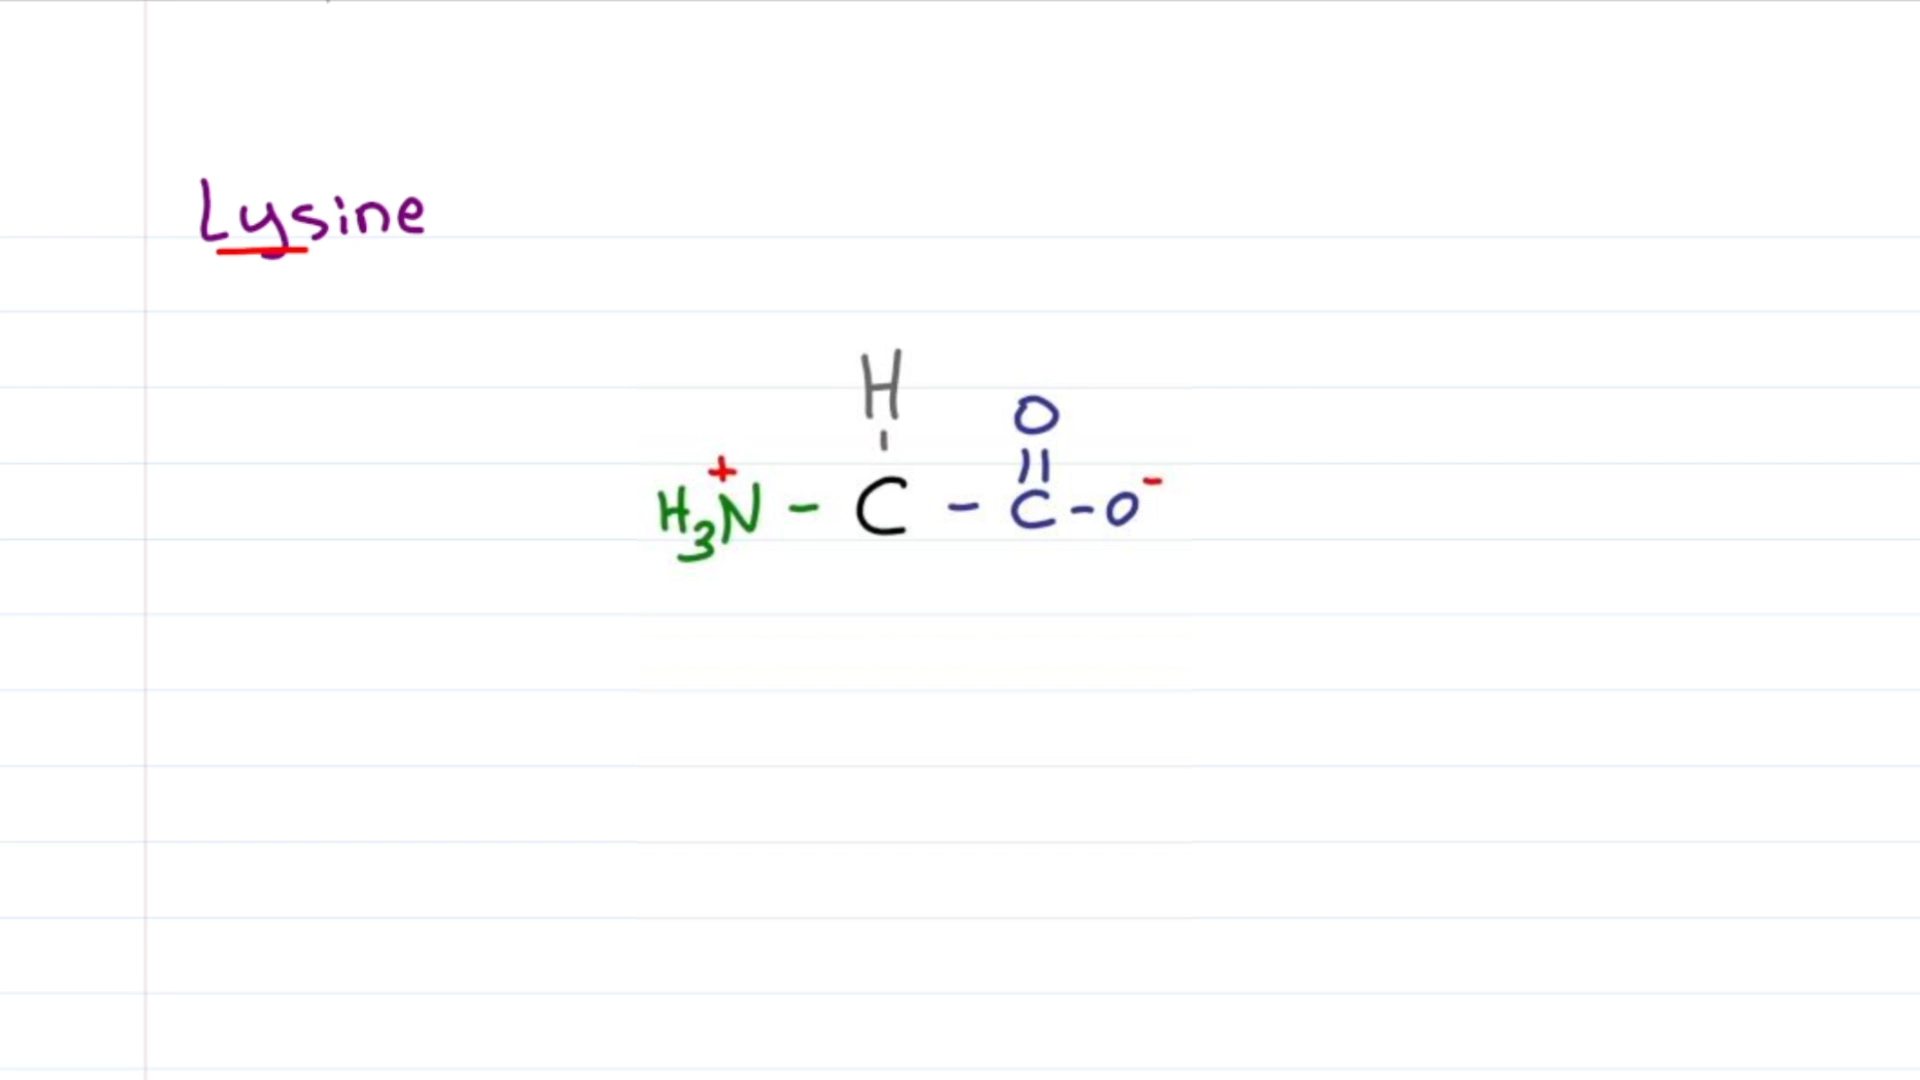 Lysine
H
O
+ -
H₃N - C - C - O